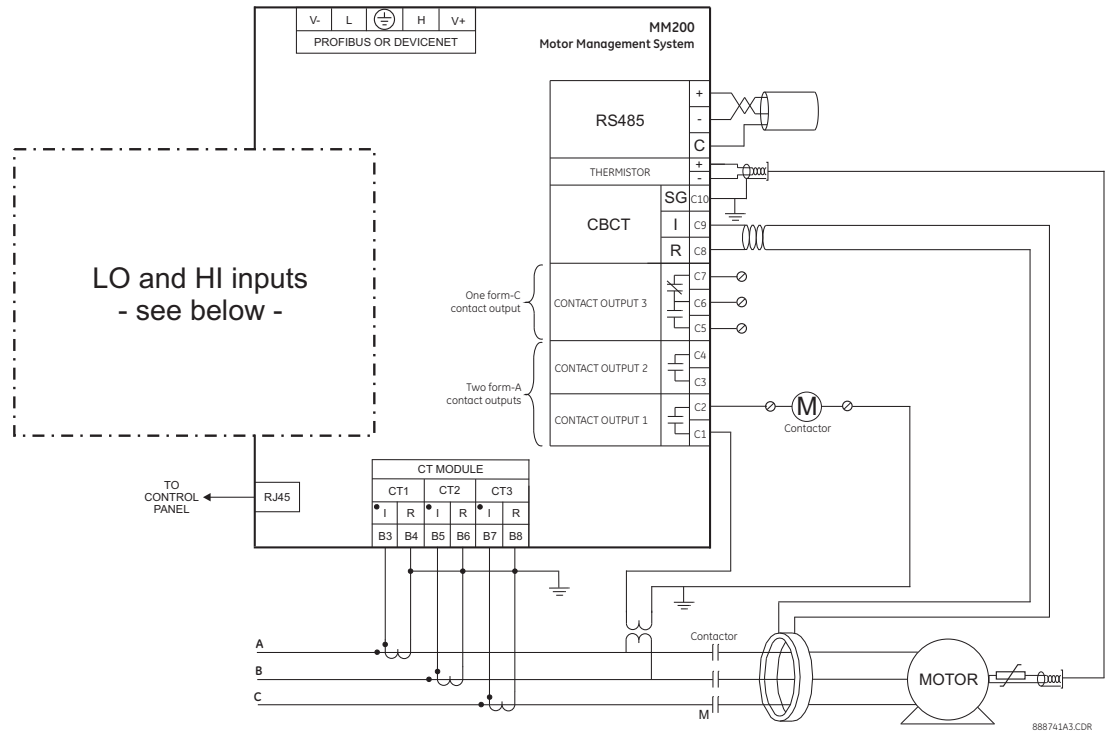 V- L H V+
PROFIBUS OR DEVICENET
MM200
Motor Management System
RS485
+
-
C
THERMISTOR
+
-
CBCT
SG C10
I C9
R C8
LO and HI inputs
- see below -
One form-C
contact output
CONTACT OUTPUT 3
C7
C6
C5
Two form-A
contact outputs
CONTACT OUTPUT 2
C4
C3
CONTACT OUTPUT 1
C2
C1
M
Contactor
TO
CONTROL
PANEL
RJ45
CT MODULE
CT1 CT2 CT3
I R I R I R
B3 B4 B5 B6 B7 B8
A
B
C
Contactor
M
MOTOR
888741A3.CDR